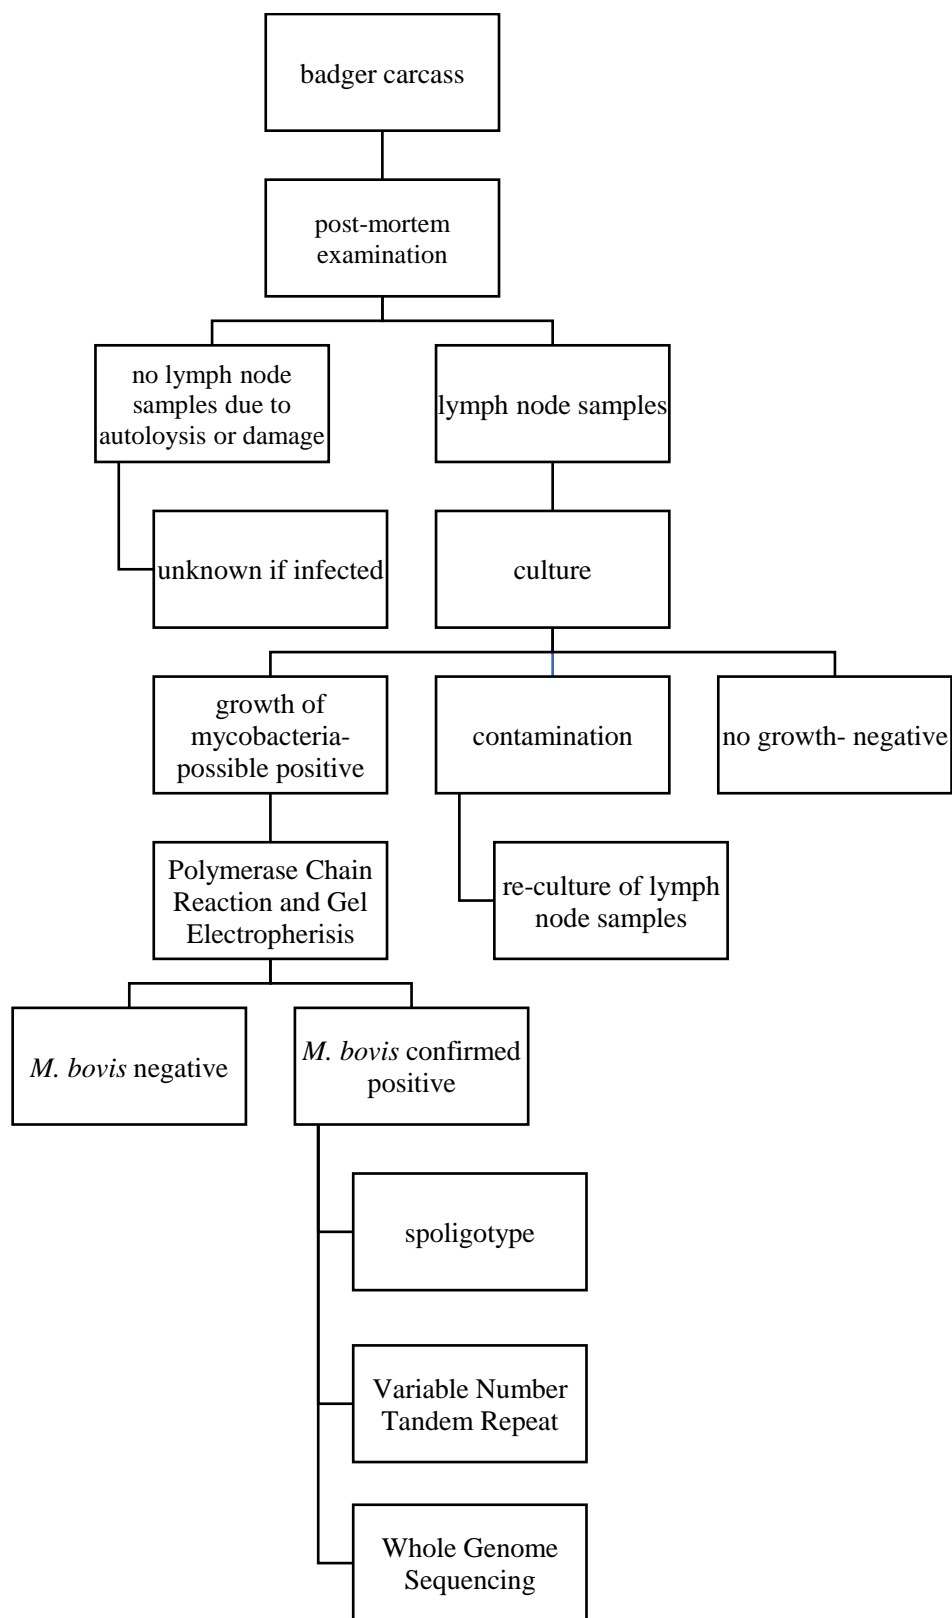 badger carcass
post-mortem
examination
no lymph node
samples due to
autoloysis or damage
lymph node samples
unknown if infected
culture
growth of
mycobacteria-
possible positive
contamination
no growth- negative
Polymerase Chain
Reaction and Gel
Electropherisis
re-culture of lymph
node samples
M. bovis negative
M. bovis confirmed
positive
spoligotype
Variable Number
Tandem Repeat
Whole Genome
Sequencing